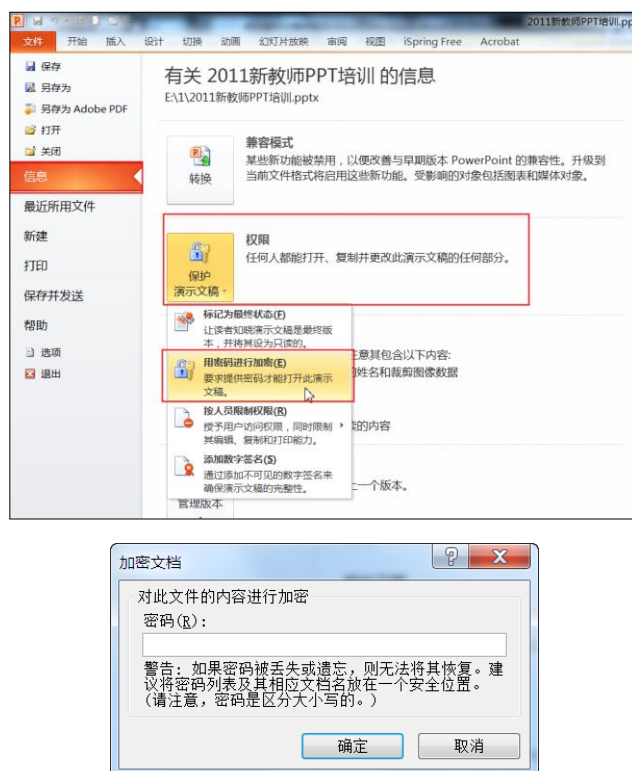 2011新教师PPT培训.pp
文件 开始 插入 设计 切换 动画 幻灯片放映 审阅 视图 iSpring Free Acrobat
保存
另存为
另存为 Adobe PDF
打开
关闭
信息
最近所用文件
新建
打印
保存并发送
帮助
选项
退出
有关 2011新教师PPT培训 的信息
E:\1\2011新教师PPT培训.pptx
转换
兼容模式
某些新功能被禁用，以便改善与早期版本 PowerPoint 的兼容性。升级到
当前文件格式将启用这些新功能。受影响的对象包括图表和媒体对象。
保护
演示文稿
权限
任何人都能打开、复制并更改此演示文稿的任何部分。
标记为最终状态(F)
让读者知晓演示文稿是最终版
本，并将其设为只读的。
用密码进行加密(E)
要求提供密码才能打开此演示
文稿。
按人员限制权限(R)
授予用户访问权限，同时限制
其编辑、复制和打印能力。
添加数字签名(S)
通过添加不可见的数字签名来
确保演示文稿的完整性。
意其包含以下内容:
姓名和裁剪图像数据
的内容
一个版本。
管理版本
加密文档
对此文件的内容进行加密
密码(R):
警告: 如果密码被丢失或遗忘，则无法将其恢复。建
议将密码列表及其相应文档名放在一个安全位置。
(请注意，密码是区分大小写的。)
确定 取消